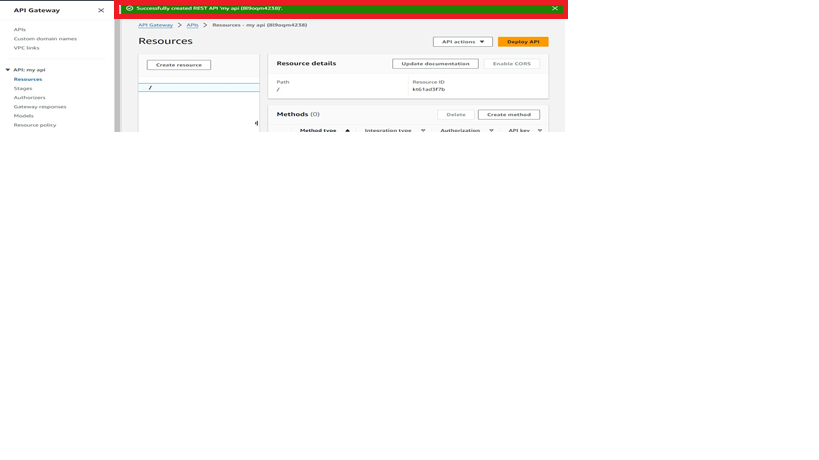 API Gateway
APIs
Custom domain names
VPC links
API: my api
Resources
Stages
Authorizers
Gateway responses
Models
Resource policy
Successfully created REST API 'my api (8l9oqm4238)'.
API Gateway > APIs > Resources - my api (8l9oqm4238)
Resources
API actions
Deploy API
Create resource
/
Resource details
Update documentation
Enable CORS
Path
/
Resource ID
kt61ad3f7b
Methods (0)
Delete
Create method
Method type
Integration type
Authorization
API key